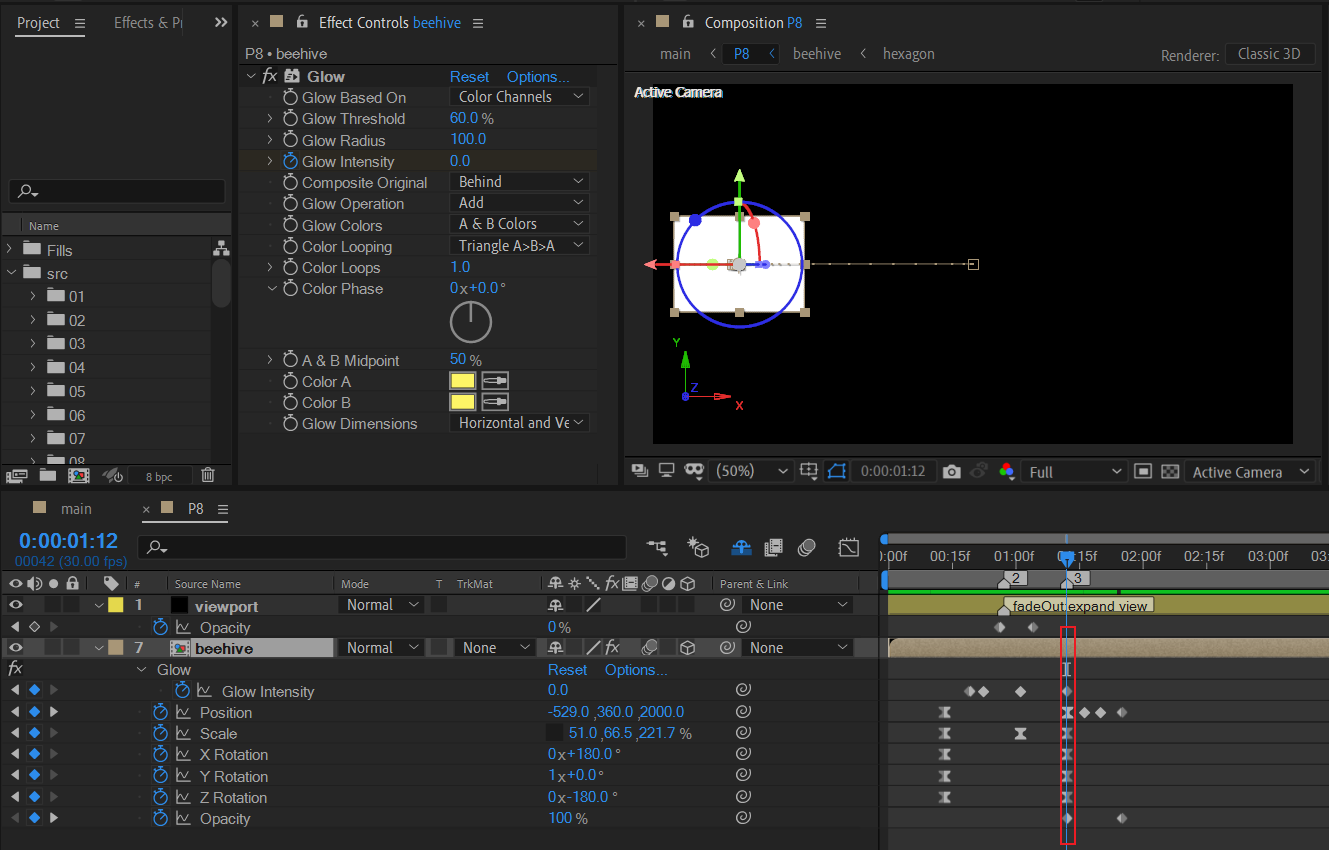 Project
Effects & P
Effect Controls beehive
Composition P8
P8 • beehive
main
P8
beehive
hexagon
Renderer:
Classic 3D
fx
Glow
Reset
Options...
Active Camera
Glow Based On
Color Channels
Glow Threshold
60.0 %
Glow Radius
100.0
Glow Intensity
0.0
Composite Original
Behind
Glow Operation
Add
Glow Colors
A & B Colors
Color Looping
Triangle A>B>A
Color Loops
1.0
Color Phase
0x+0.0°
A & B Midpoint
50 %
Color A
Color B
Glow Dimensions
Horizontal and Ve
Name
Fills
src
01
02
03
04
05
06
07
08
Y
Z
X
8 bpc
(50%)
0:00:01:12
Full
Active Camera
main
P8
0:00:01:12
00042 (30.00 fps)
:00f
00:15f
01:00f
01:15f
02:00f
02:15f
03:00f
03:
#
Source Name
Mode
T
TrkMat
fx
Parent & Link
2
3
1
viewport
Normal
None
fadeOut
expand view
Opacity
0%
7
beehive
Normal
None
fx
None
fx
Glow
Reset
Options...
Glow Intensity
0.0
Position
-529.0 ,360.0 ,2000.0
Scale
51.0 ,66.5 ,221.7 %
X Rotation
0x+180.0 °
Y Rotation
1x+0.0°
Z Rotation
0x-180.0 °
Opacity
100 %